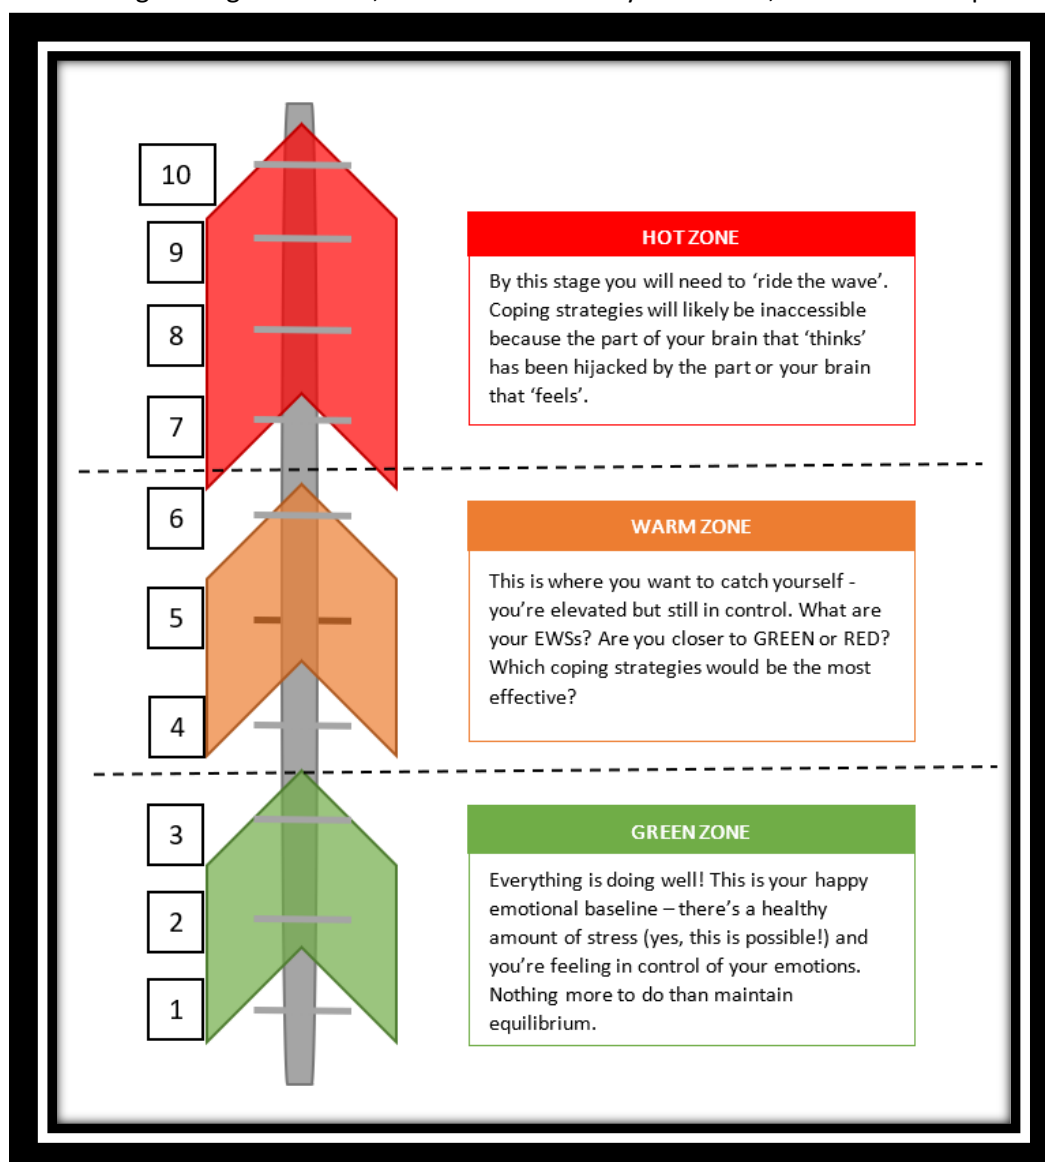 10
9
8
7
HOT ZONE
By this stage you will need to ‘ride the wave’.
Coping strategies will likely be inaccessible
because the part of your brain that ‘thinks’
has been hijacked by the part or your brain
that ‘feels’.
6
5
4
WARM ZONE
This is where you want to catch yourself -
you’re elevated but still in control. What are
your EWSs? Are you closer to GREEN or RED?
Which coping strategies would be the most
effective?
3
2
1
GREEN ZONE
Everything is doing well! This is your happy
emotional baseline – there’s a healthy
amount of stress (yes, this is possible!) and
you’re feeling in control of your emotions.
Nothing more to do than maintain
equilibrium.